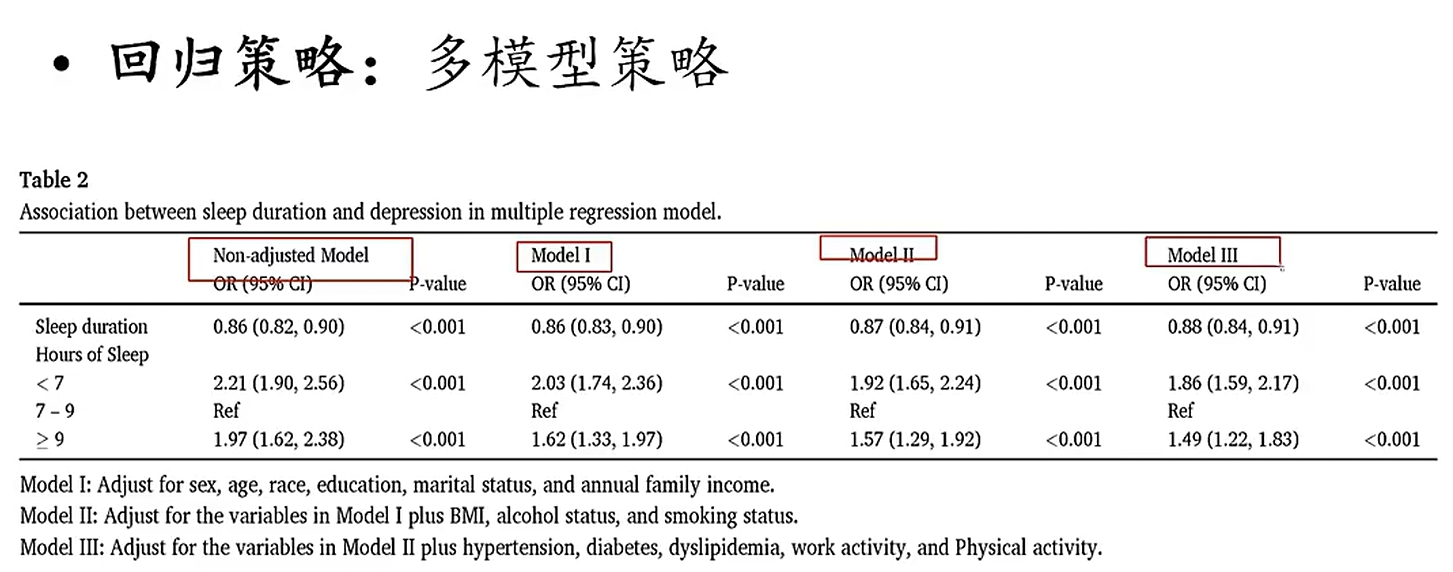 • 回归策略：多模型策略
Table 2
Association between sleep duration and depression in multiple regression model.
Non-adjusted Model Model I Model II Model III
OR (95% CI) P-value OR (95% CI) P-value OR (95% CI) P-value OR (95% CI) P-value
Sleep duration 0.86 (0.82, 0.90) <0.001 0.86 (0.83, 0.90) <0.001 0.87 (0.84, 0.91) <0.001 0.88 (0.84, 0.91) <0.001
Hours of Sleep
< 7 2.21 (1.90, 2.56) <0.001 2.03 (1.74, 2.36) <0.001 1.92 (1.65, 2.24) <0.001 1.86 (1.59, 2.17) <0.001
7 – 9 Ref Ref Ref Ref
≥ 9 1.97 (1.62, 2.38) <0.001 1.62 (1.33, 1.97) <0.001 1.57 (1.29, 1.92) <0.001 1.49 (1.22, 1.83) <0.001
Model I: Adjust for sex, age, race, education, marital status, and annual family income.
Model II: Adjust for the variables in Model I plus BMI, alcohol status, and smoking status.
Model III: Adjust for the variables in Model II plus hypertension, diabetes, dyslipidemia, work activity, and Physical activity.